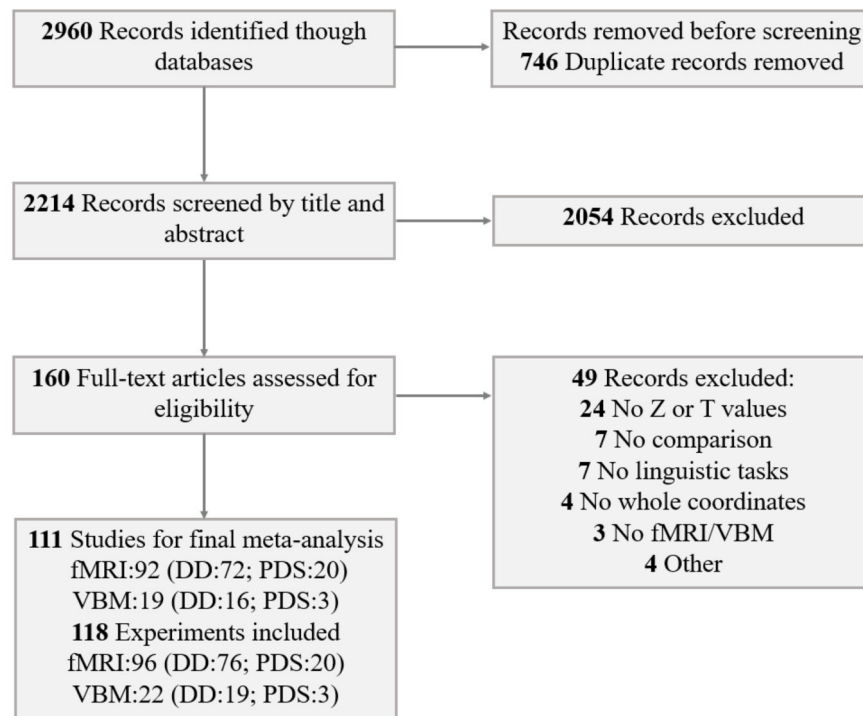 2960 Records identified though
databases
Records removed before screening
746 Duplicate records removed
2214 Records screened by title and
abstract
2054 Records excluded
160 Full-text articles assessed for
eligibility
49 Records excluded:
24 No Z or T values
7 No comparison
7 No linguistic tasks
4 No whole coordinates
3 No fMRI/VBM
4 Other
111 Studies for final meta-analysis
fMRI:92 (DD:72; PDS:20)
VBM:19 (DD:16; PDS:3)
118 Experiments included
fMRI:96 (DD:76; PDS:20)
VBM:22 (DD:19; PDS:3)